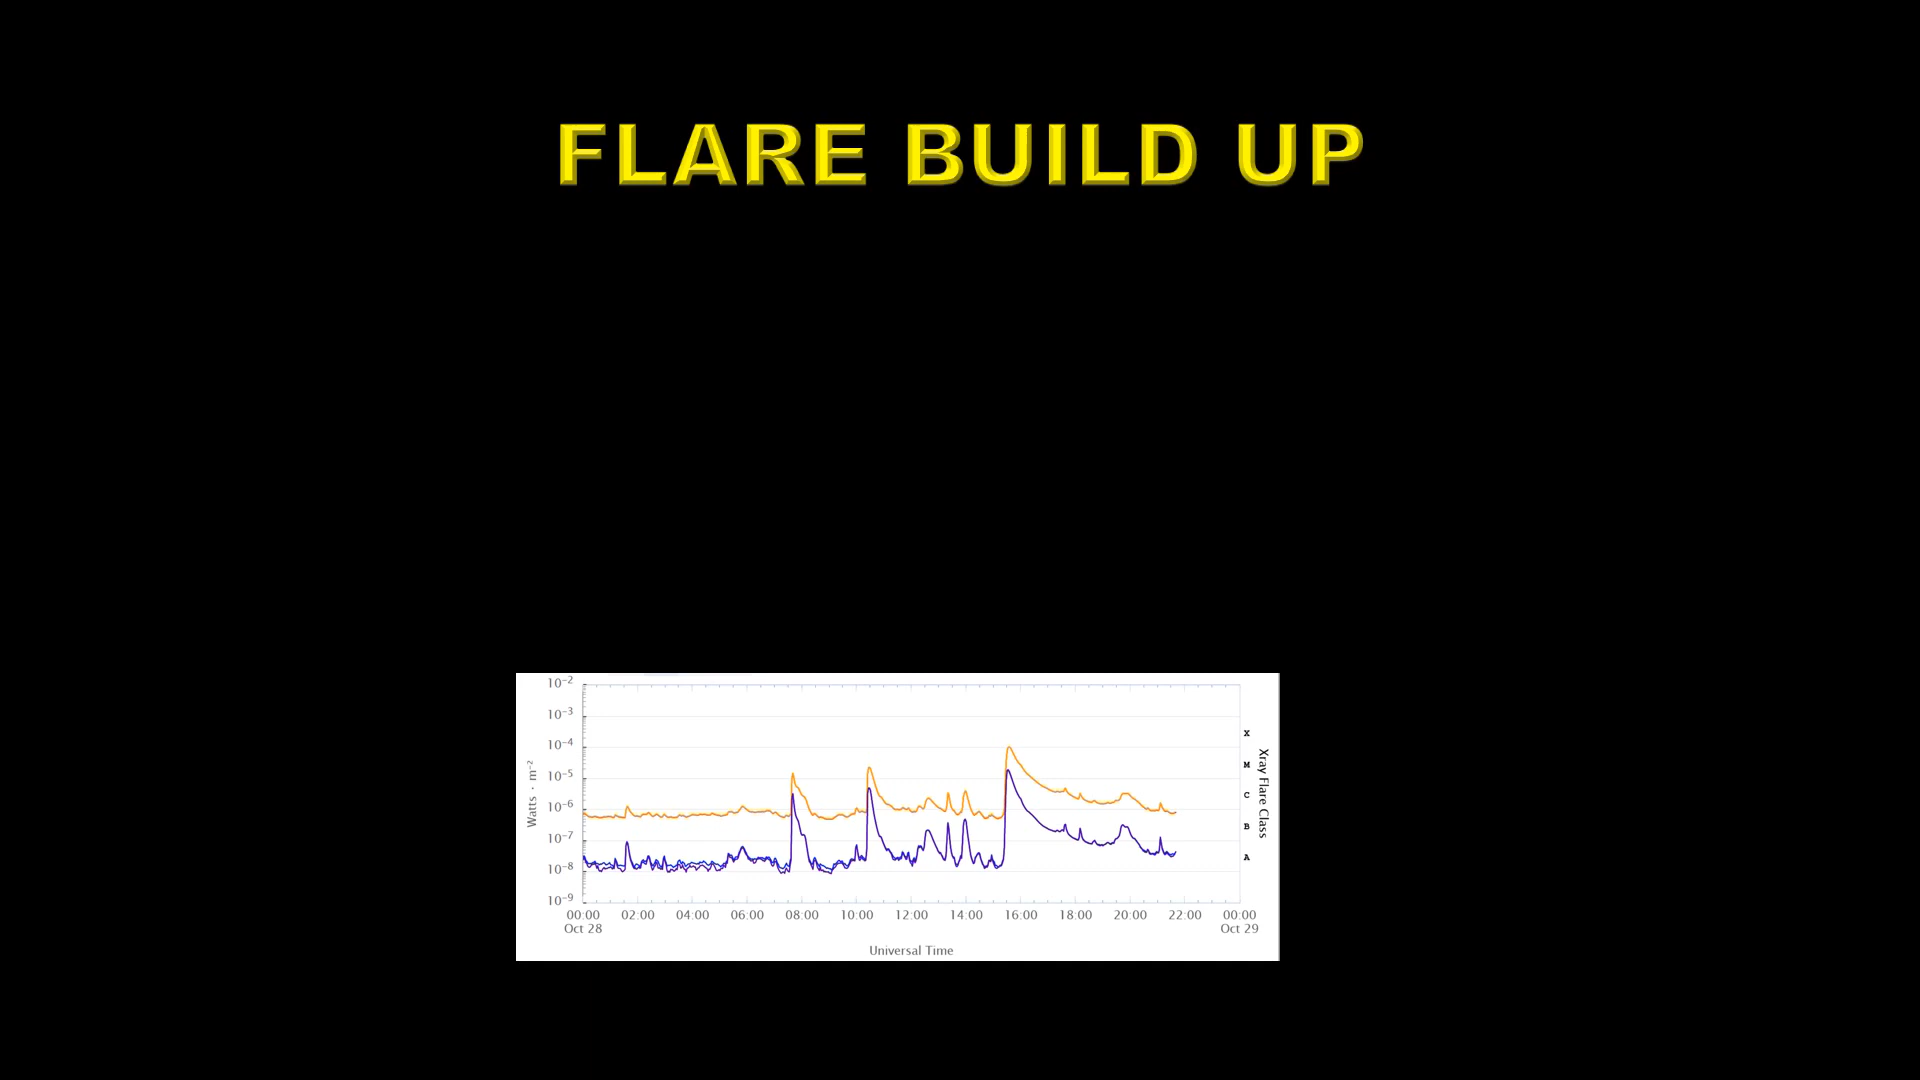 FLARE BUILD UP
10⁻²
10⁻³
10⁻⁴
10⁻⁵
10⁻⁶
10⁻⁷
10⁻⁸
10⁻⁹
Watts · m⁻²
X
M
C
B
A
Xray Flare Class
00:00 02:00 04:00 06:00 08:00 10:00 12:00 14:00 16:00 18:00 20:00 22:00 00:00
Oct 28 Oct 29
Universal Time